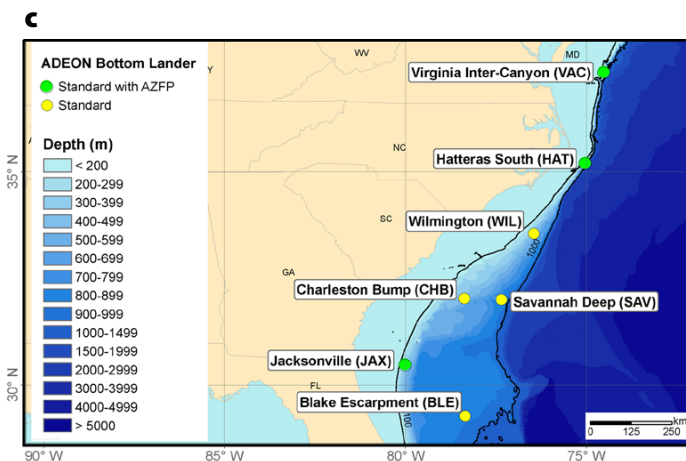 c
ADEON Bottom Lander
Standard with AZFP
Standard
Depth (m)
< 200
200-299
300-399
400-499
500-599
600-699
700-799
800-899
900-999
1000-1499
1500-1999
2000-2999
3000-3999
4000-4999
> 5000
WV
MD
Y
NC
SC
GA
FL
Virginia Inter-Canyon (VAC)
Hatteras South (HAT)
Wilmington (WIL)
1000
Charleston Bump (CHB)
Savannah Deep (SAV)
Jacksonville (JAX)
Blake Escarpment (BLE)
100
35° N
30° N
km
0 125 250
90° W
85° W
80° W
75° W